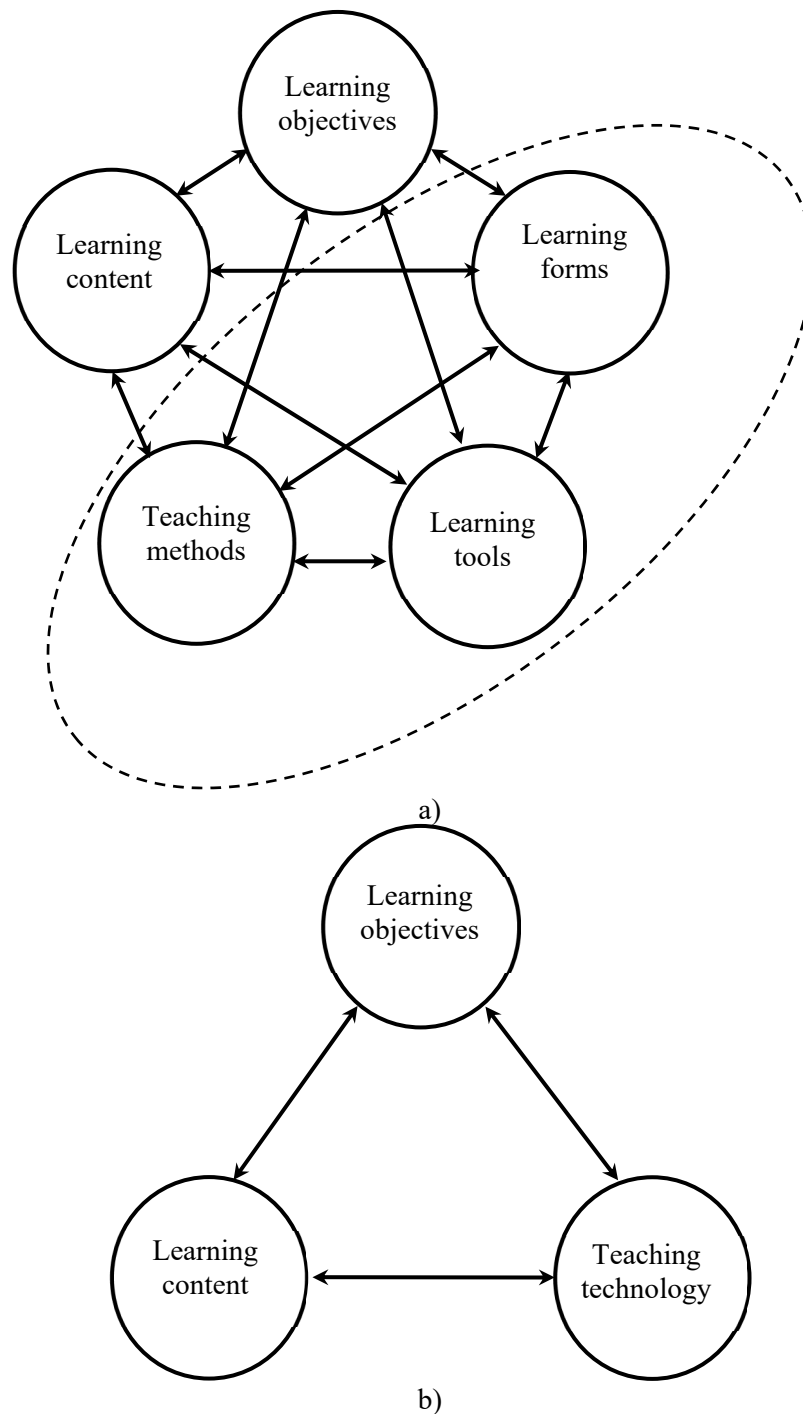 Learning
objectives
Learning
content
Learning
forms
Teaching
methods
Learning
tools
a)
Learning
objectives
Learning
content
Teaching
technology
b)